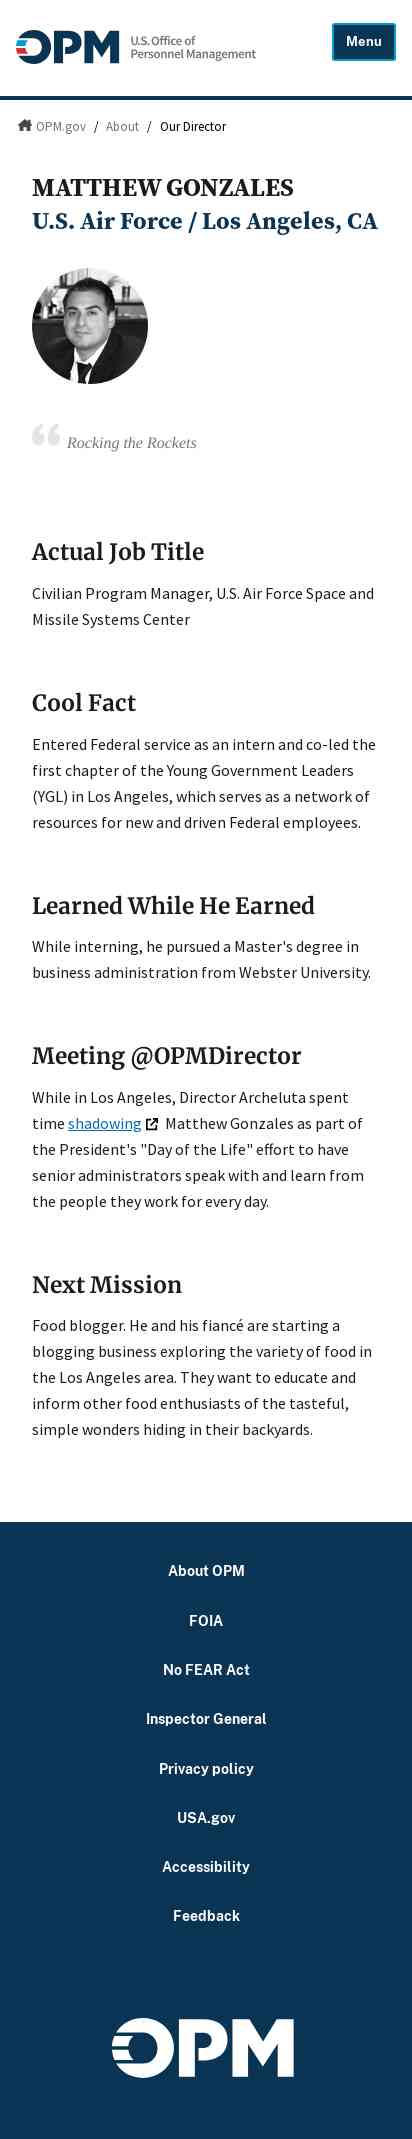 OPM U.S. Office of
Personnel Management
Menu
OPM.gov / About / Our Director
MATTHEW GONZALES
U.S. Air Force / Los Angeles, CA
“ Rocking the Rockets
Actual Job Title
Civilian Program Manager, U.S. Air Force Space and
Missile Systems Center
Cool Fact
Entered Federal service as an intern and co-led the
first chapter of the Young Government Leaders
(YGL) in Los Angeles, which serves as a network of
resources for new and driven Federal employees.
Learned While He Earned
While interning, he pursued a Master's degree in
business administration from Webster University.
Meeting @OPMDirector
While in Los Angeles, Director Archeluta spent
time shadowing Matthew Gonzales as part of
the President's "Day of the Life" effort to have
senior administrators speak with and learn from
the people they work for every day.
Next Mission
Food blogger. He and his fiancé are starting a
blogging business exploring the variety of food in
the Los Angeles area. They want to educate and
inform other food enthusiasts of the tasteful,
simple wonders hiding in their backyards.
About OPM
FOIA
No FEAR Act
Inspector General
Privacy policy
USA.gov
Accessibility
Feedback
OPM